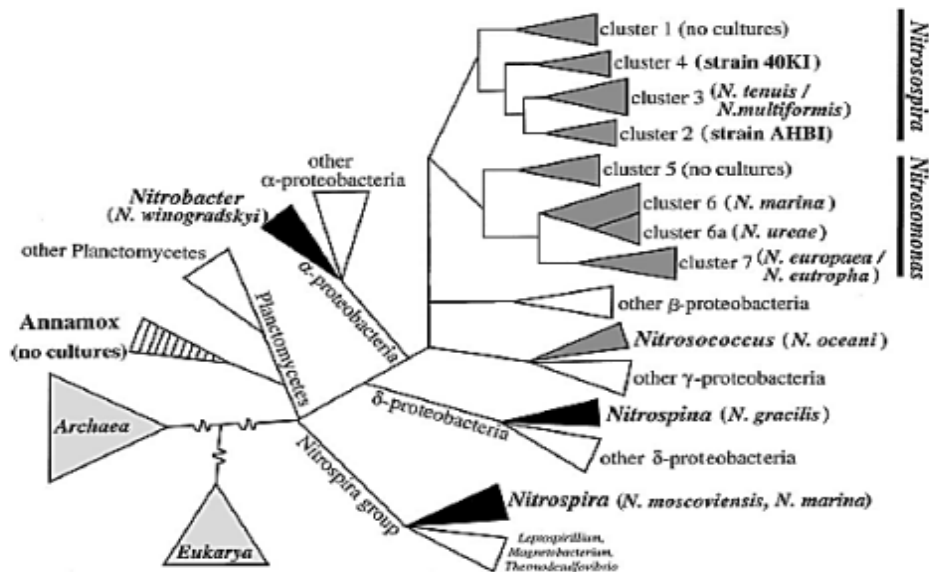 cluster 1 (no cultures)
cluster 4 (strain 40KI)
cluster 3 (N. tenuis /
N.multiformis)
cluster 2 (strain AHBI)
Nitrosospira
cluster 5 (no cultures)
cluster 6 (N. marina)
cluster 6a (N. ureae)
cluster 7 (N. europaea /
N. eutropha)
Nitrosomonas
other
α-proteobacteria
Nitrobacter
(N. winogradskyi)
α-proteobacteria
other Planctomycetes
Planctomycetes
Annamox
(no cultures)
other β-proteobacteria
Nitrosococcus (N. oceani)
other γ-proteobacteria
δ-proteobacteria
Nitrospina (N. gracilis)
other δ-proteobacteria
Archaea
Eukarya
Nitrospira group
Nitrospira (N. moscoviensis, N. marina)
Leptospirillium,
Magnetobacterium,
Thermodesulfovibrio